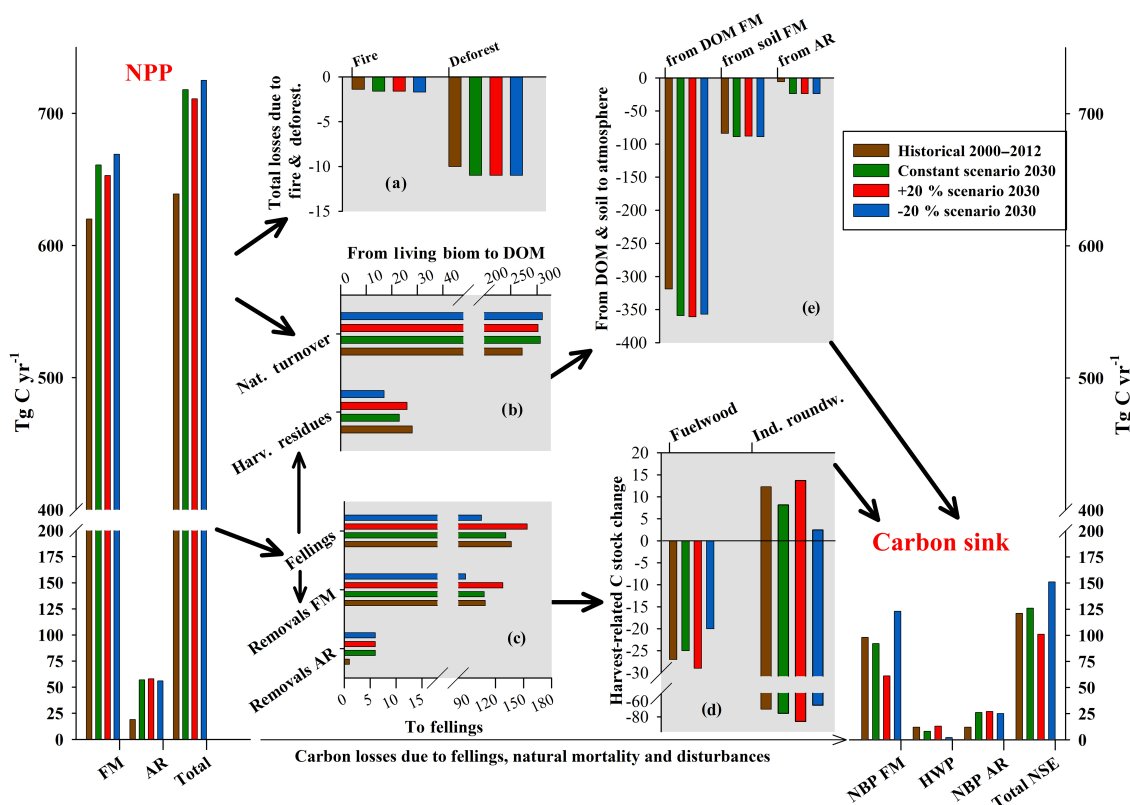 NPP
Tg C yr-1
700
600
500
400
200
175
150
125
100
75
50
25
0
FM
AR
Total
Fire
Deforest
Total losses due to
fire & deforest.
0
-5
-10
-15
(a)
From living biom to DOM
0
10
20
30
40
200
250
300
Nat. turnover
Harv. residues
(b)
Fellings
Removals FM
Removals AR
(c)
0
5
10
15
90
120
150
180
To fellings
from DOM FM
from soil FM
from AR
From DOM & soil to atmosphere
0
-50
-100
-150
-200
-250
-300
-350
-400
(e)
Fuelwood
Ind. roundw.
Harvest-related C stock change
20
15
10
5
0
-5
-10
-15
-20
-25
-30
-60
-80
(d)
Historical 2000–2012
Constant scenario 2030
+20 % scenario 2030
-20 % scenario 2030
Carbon sink
700
600
500
400
200
175
150
125
100
75
50
25
0
Tg C yr-1
NBP FM
HWP
NBP AR
Total NSE
Carbon losses due to fellings, natural mortality and disturbances